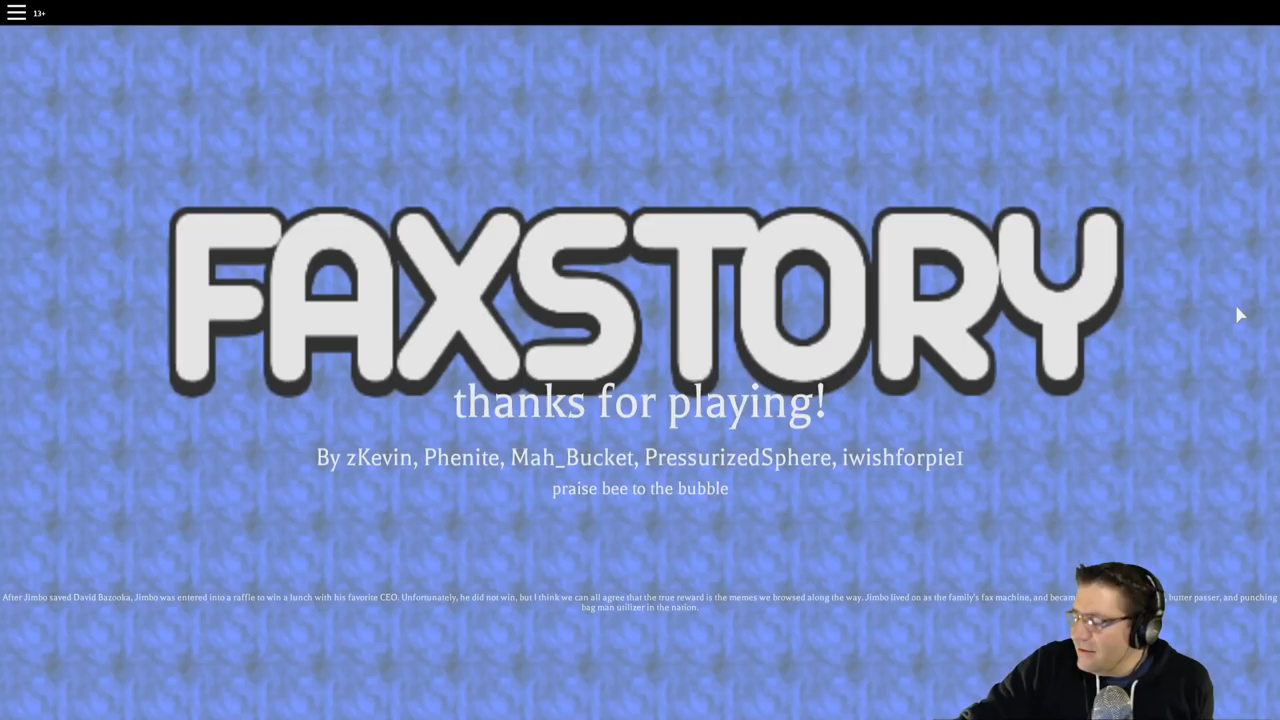 13+
FAXSTORY
thanks for playing!
By zKevin, Phenite, Mah_Bucket, PressurizedSphere, iwishforpie1
praise bee to the bubble
After Jimbo saved David Bazooka, Jimbo was entered into a raffle to win a lunch with his favorite CEO. Unfortunately, he did not win, but I think we can all agree that the true reward is the memes we browsed along the way. Jimbo lived on as the family's fax machine, and butter passer, and punching
bag man utilizer in the nation.